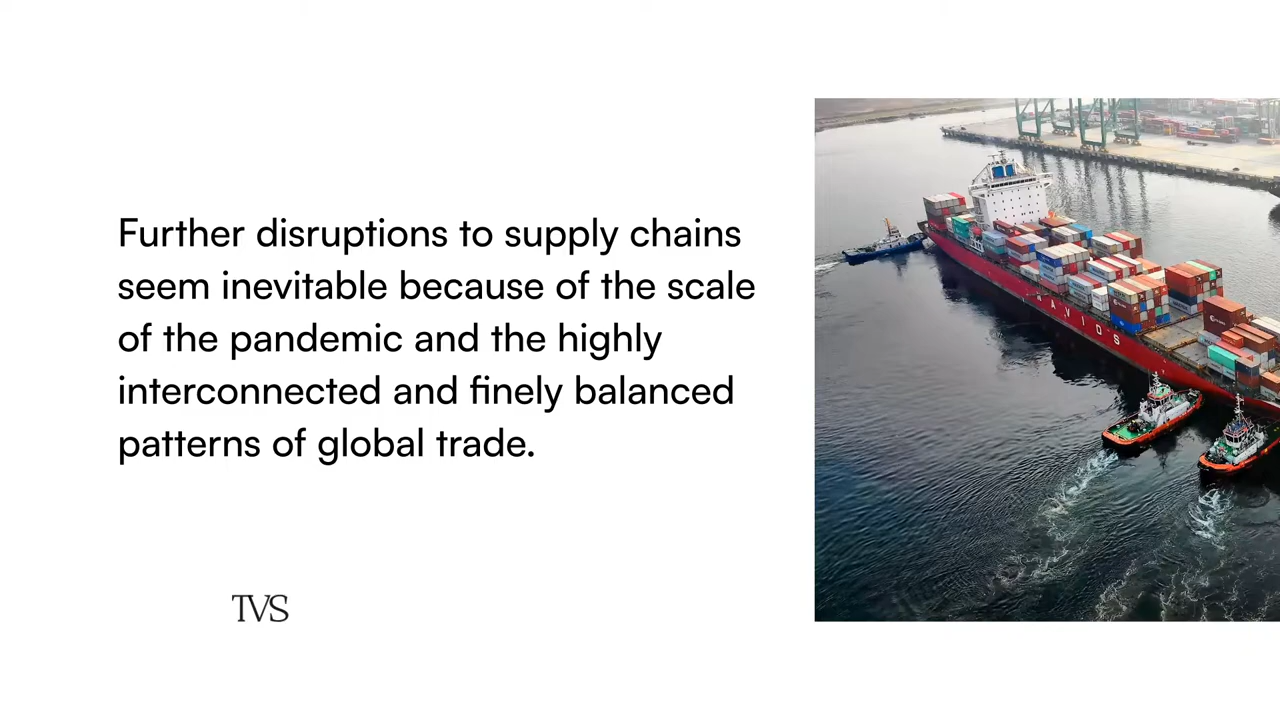 Further disruptions to supply chains
seem inevitable because of the scale
of the pandemic and the highly
interconnected and finely balanced
patterns of global trade.
TVS
NAVIOS